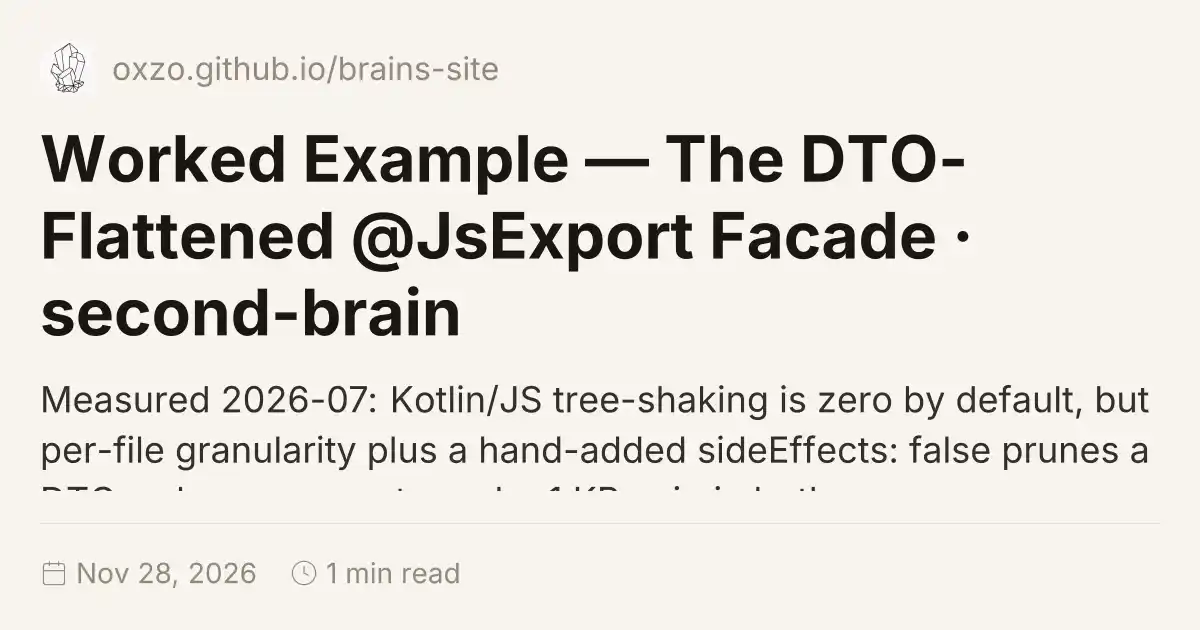 oxzo.github.io/brains-site
Worked Example — The DTO-
Flattened @JsExport Facade ·
second-brain
Measured 2026-07: Kotlin/JS tree-shaking is zero by default, but
per-file granularity plus a hand-added sideEffects: false prunes a
Nov 28, 2026
1 min read